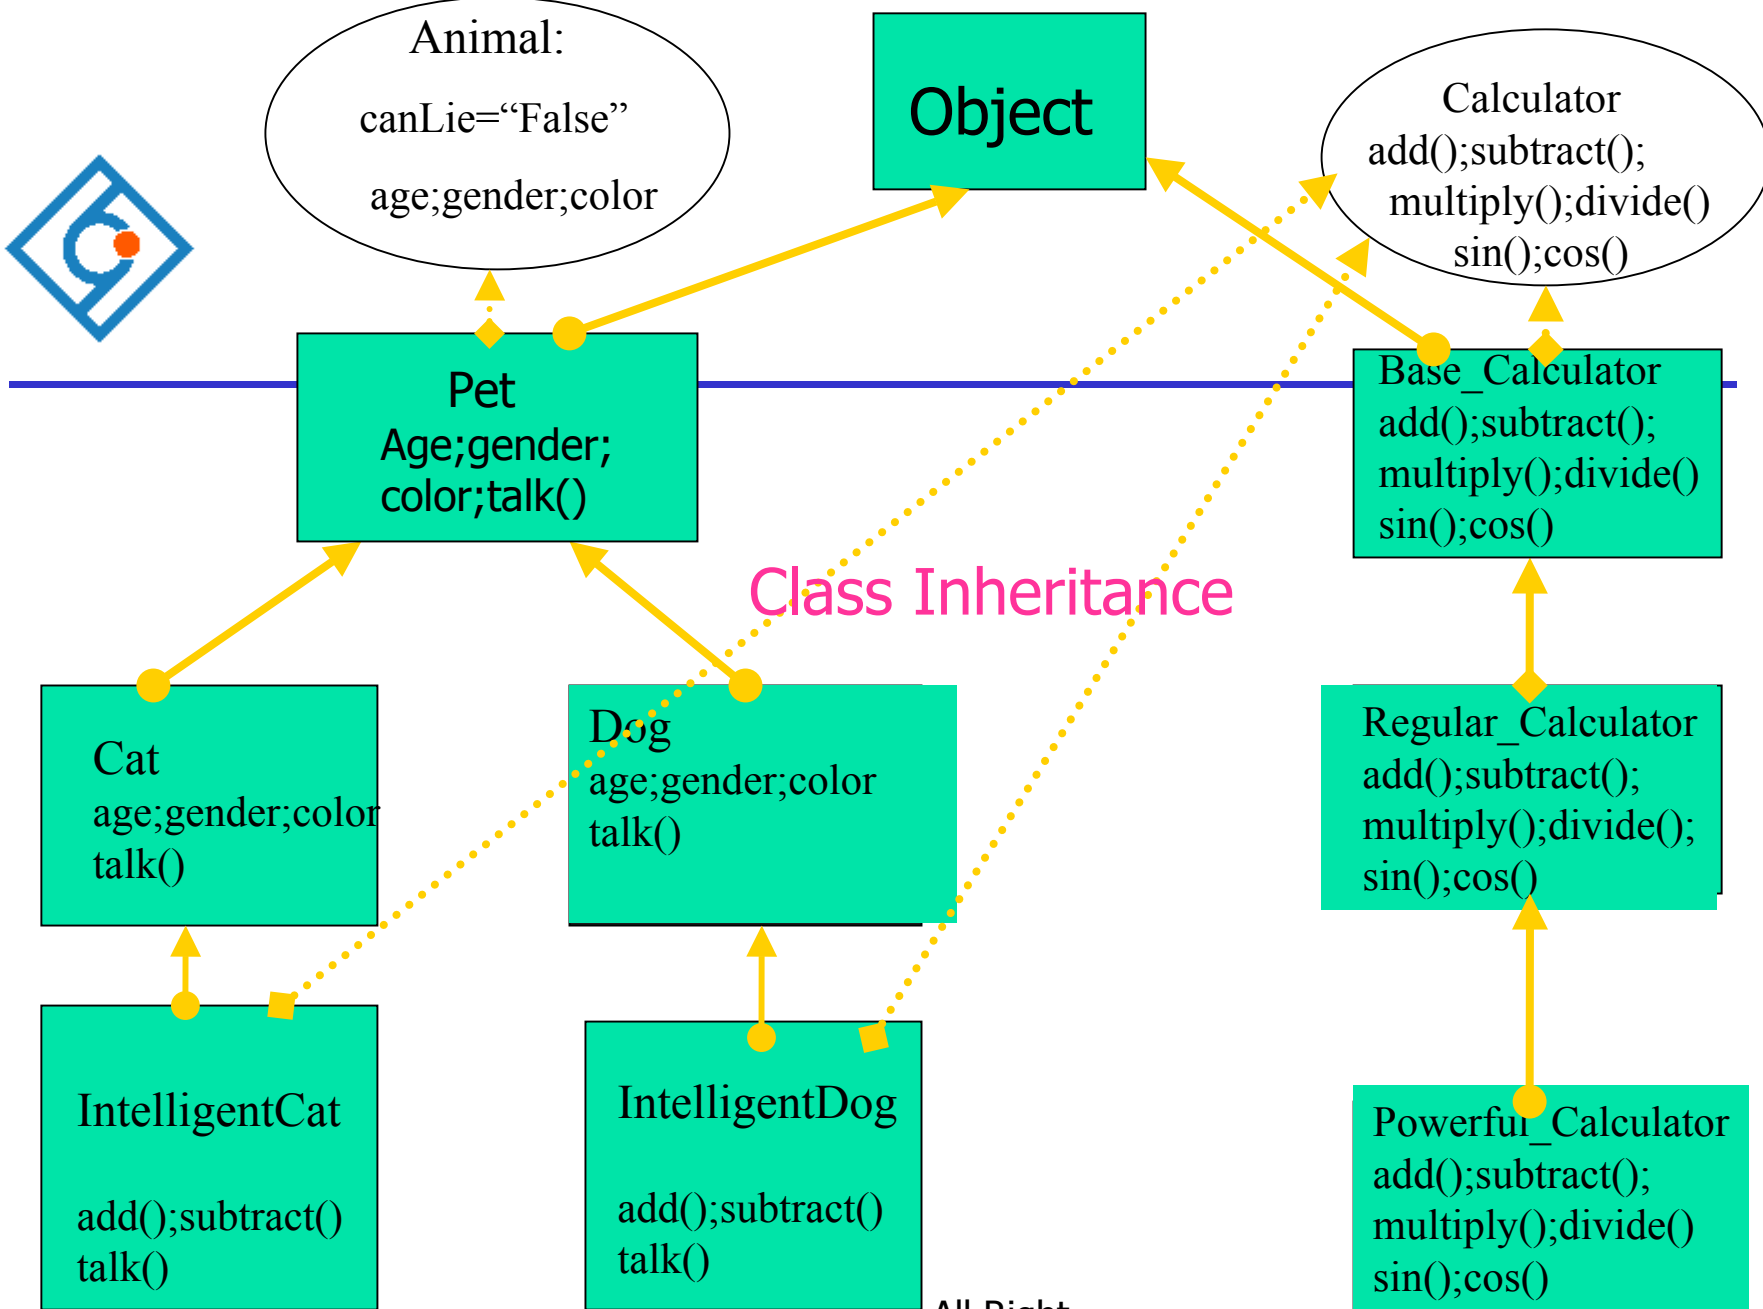 Animal:
canLie=“False”
age;gender;color
Object
Calculator
add();subtract();
multiply();divide()
sin();cos()
Pet
Age;gender;
color;talk()
Base_Calculator
add();subtract();
multiply();divide()
sin();cos()
Class Inheritance
Cat
age;gender;color
talk()
Dog
age;gender;color
talk()
Regular_Calculator
add();subtract();
multiply();divide();
sin();cos()
IntelligentCat
add();subtract()
talk()
IntelligentDog
add();subtract()
talk()
Powerful_Calculator
add();subtract();
multiply();divide()
sin();cos()
All Right